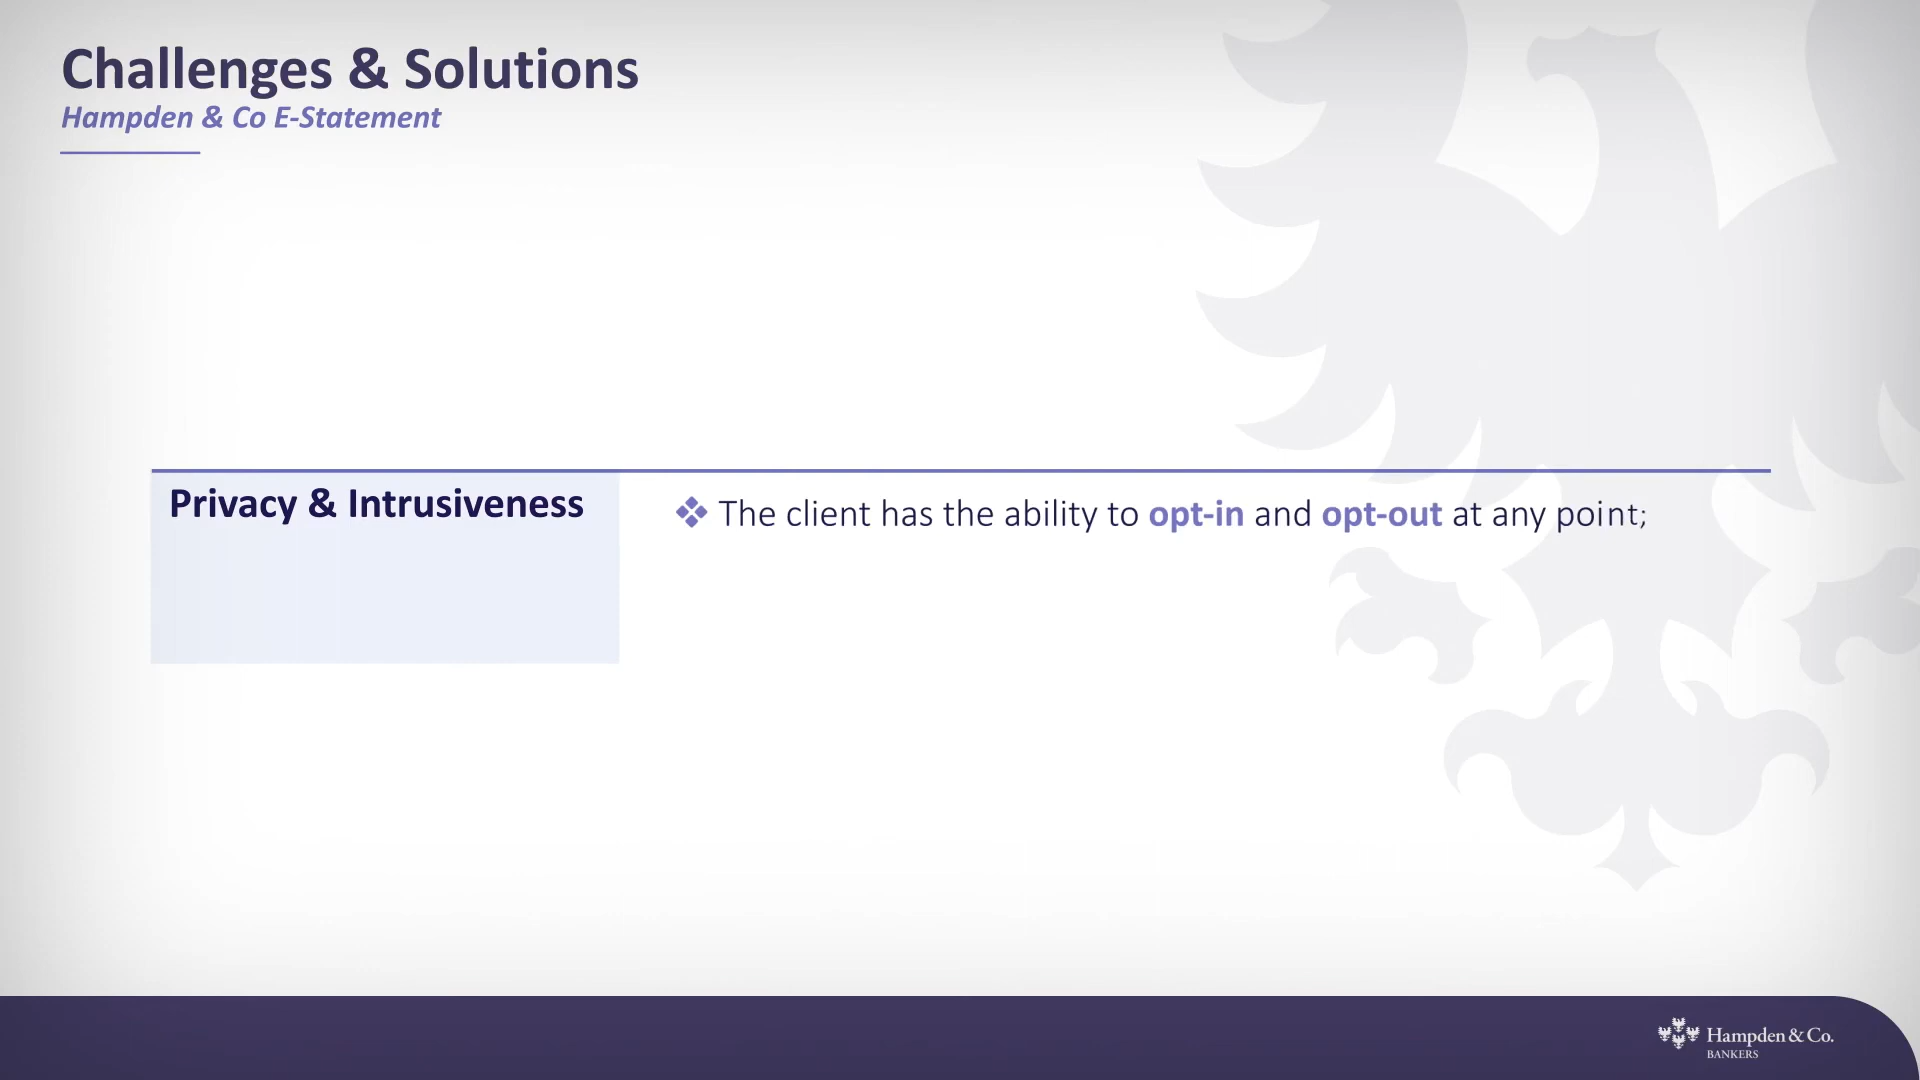 Challenges & Solutions
Hampden & Co E-Statement
Privacy & Intrusiveness
❖ The client has the ability to opt-in and opt-out at any point;
Hampden & Co.
BANKERS